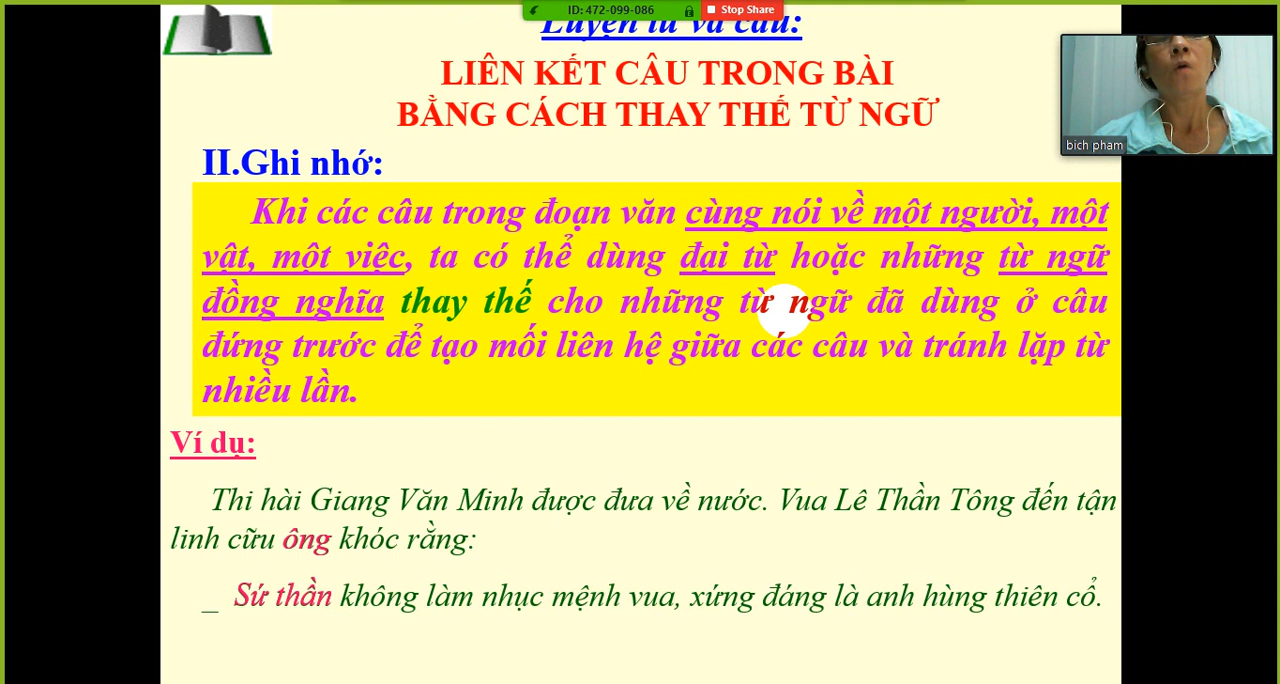 ID: 472-099-086
Stop Share
Luyện từ và câu:
LIÊN KẾT CÂU TRONG BÀI
BẰNG CÁCH THAY THẾ TỪ NGỮ
bich pham
II.Ghi nhớ:
Khi các câu trong đoạn văn cùng nói về một người, một
vật, một việc, ta có thể dùng đại từ hoặc những từ ngữ
đồng nghĩa thay thế cho những từ ngữ đã dùng ở câu
đứng trước để tạo mối liên hệ giữa các câu và tránh lặp từ
nhiều lần.
Ví dụ:
Thi hài Giang Văn Minh được đưa về nước. Vua Lê Thần Tông đến tận
linh cữu ông khóc rằng:
_ Sứ thần không làm nhục mệnh vua, xứng đáng là anh hùng thiên cổ.